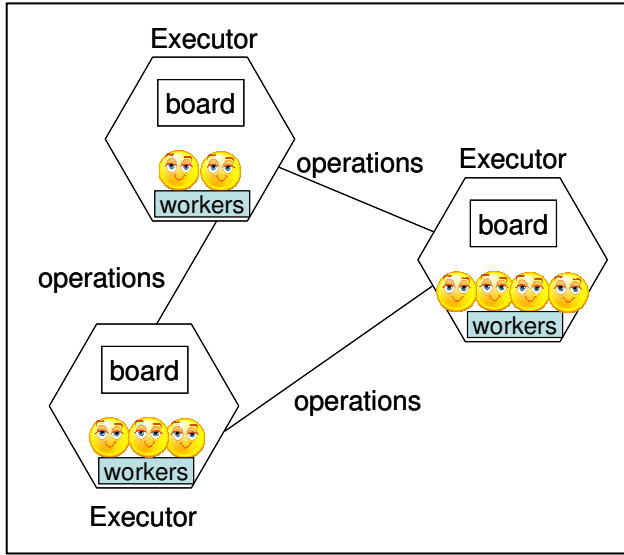 Executor
board
workers
operations
Executor
board
workers
operations
board
workers
Executor
operations